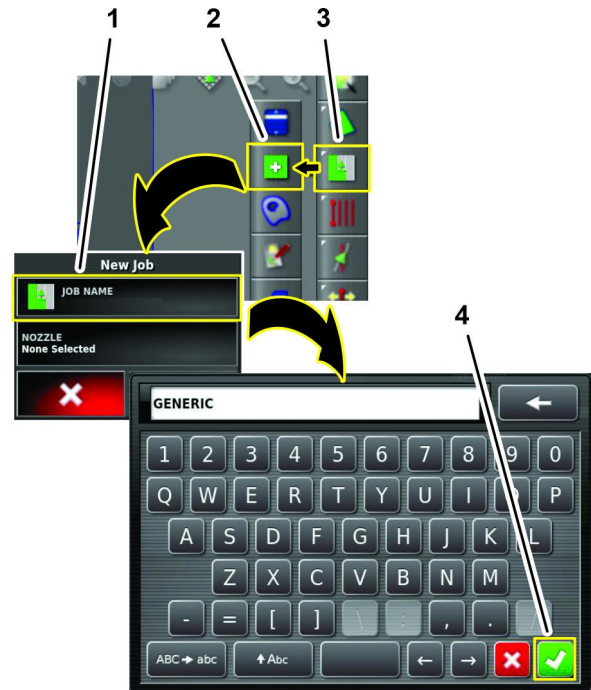 1 2 3
New Job
JOB NAME
NOZZLE
None Selected
4
GENERIC
1 2 3 4 5 6 7 8 9 0
Q W E R T Y U I O P
A S D F G H J K L
Z X C V B N M
- = [ ] \ : , . /
ABC→abc ↑Abc ← →